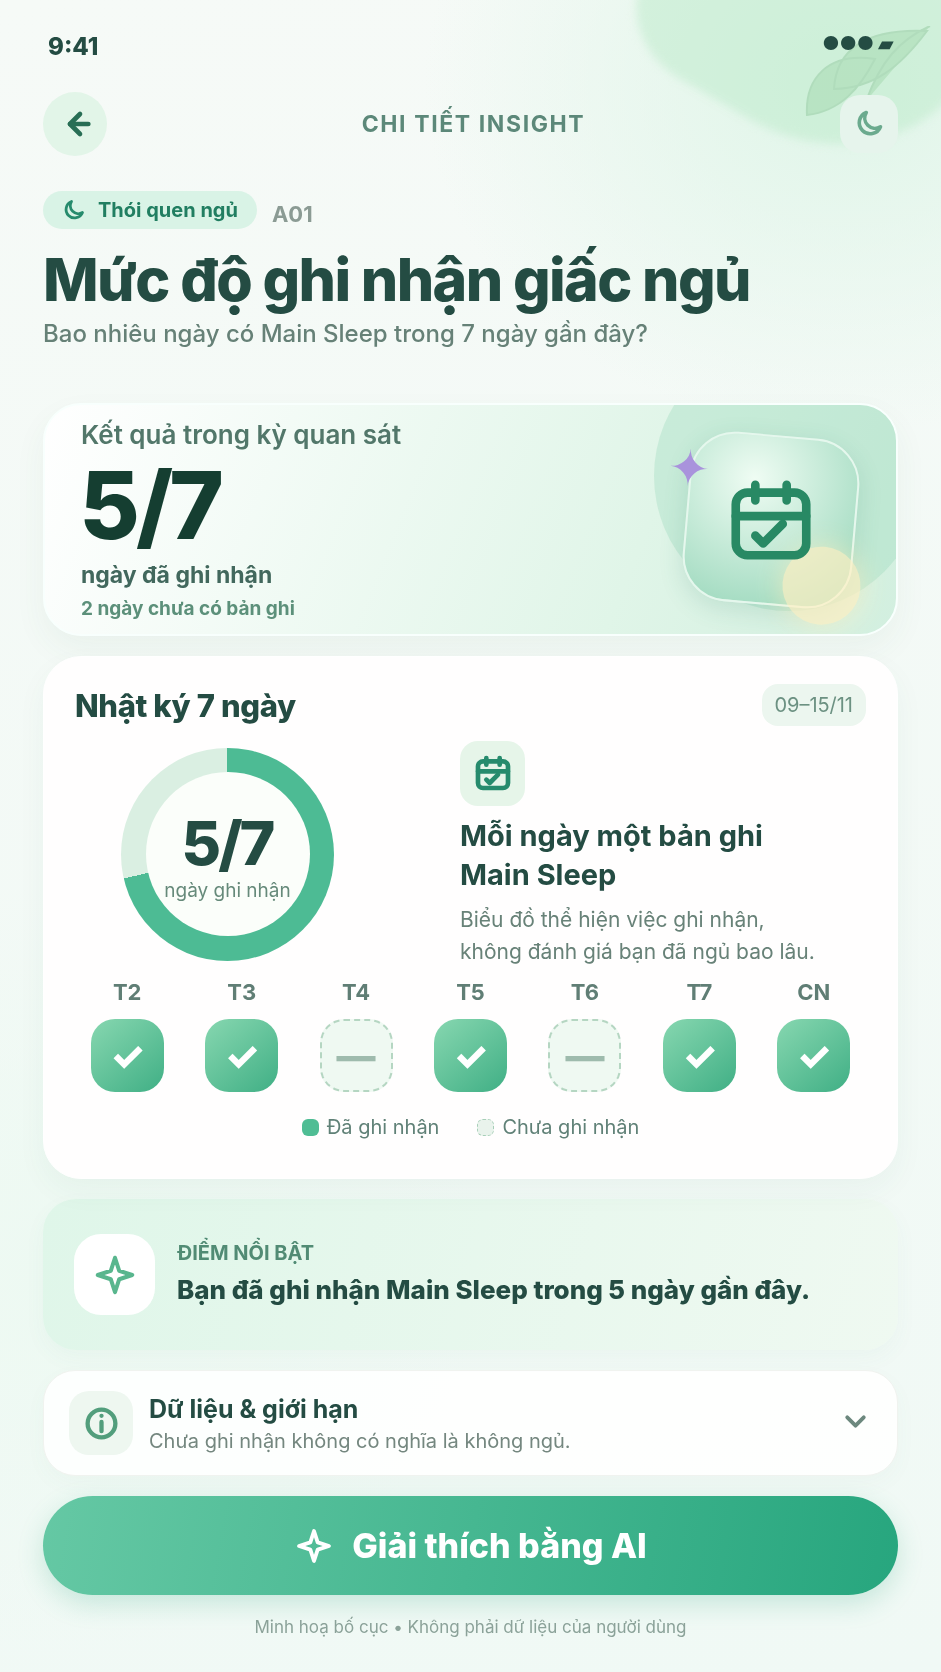 9:41
CHI TIẾT INSIGHT
Thói quen ngủ
A01
Mức độ ghi nhận giấc ngủ
Bao nhiêu ngày có Main Sleep trong 7 ngày gần đây?
Kết quả trong kỳ quan sát
5/7
ngày đã ghi nhận
2 ngày chưa có bản ghi
Nhật ký 7 ngày
09–15/11
5/7
ngày ghi nhận
Mỗi ngày một bản ghi
Main Sleep
Biểu đồ thể hiện việc ghi nhận,
không đánh giá bạn đã ngủ bao lâu.
T2 T3 T4 T5 T6 T7 CN
Đã ghi nhận
Chưa ghi nhận
ĐIỂM NỔI BẬT
Bạn đã ghi nhận Main Sleep trong 5 ngày gần đây.
Dữ liệu & giới hạn
Chưa ghi nhận không có nghĩa là không ngủ.
Giải thích bằng AI
Minh hoạ bố cục • Không phải dữ liệu của người dùng